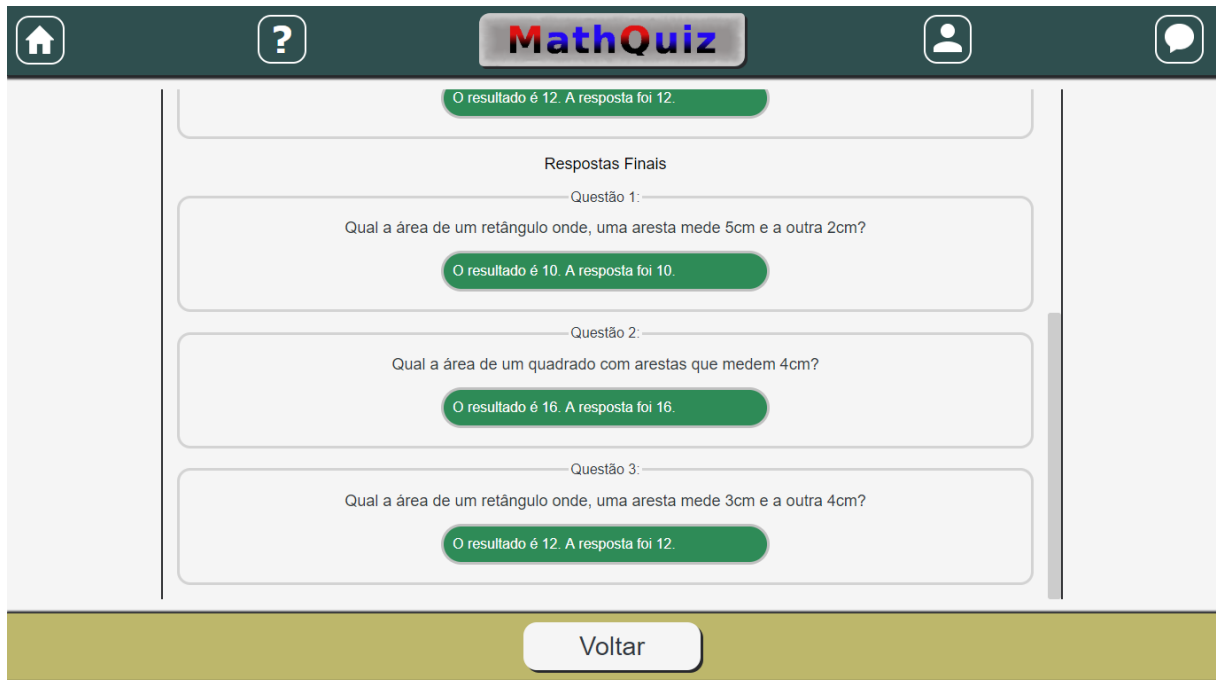 ?
MathQuiz
O resultado é 12. A resposta foi 12.
Respostas Finais
Questão 1:
Qual a área de um retângulo onde, uma aresta mede 5cm e a outra 2cm?
O resultado é 10. A resposta foi 10.
Questão 2:
Qual a área de um quadrado com arestas que medem 4cm?
O resultado é 16. A resposta foi 16.
Questão 3:
Qual a área de um retângulo onde, uma aresta mede 3cm e a outra 4cm?
O resultado é 12. A resposta foi 12.
Voltar